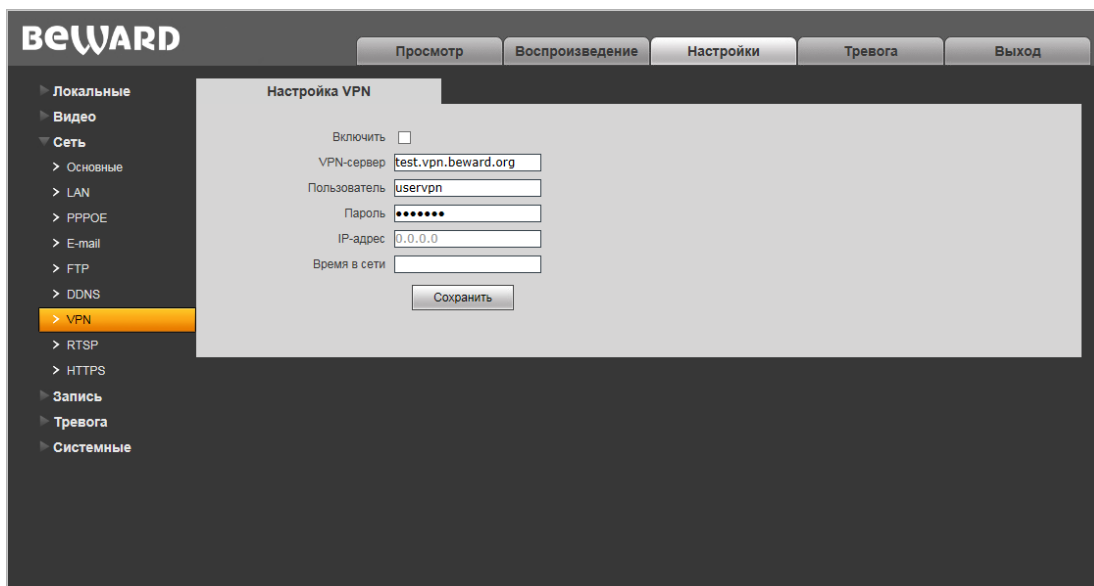 BEWARD
Просмотр Воспроизведение Настройки Тревога Выход
Локальные
Видео
Сеть
Основные
LAN
PPPOE
E-mail
FTP
DDNS
VPN
RTSP
HTTPS
Запись
Тревога
Системные
Настройка VPN
Включить
VPN-сервер test.vpn.beward.org
Пользователь uservpn
Пароль •••••••
IP-адрес 0.0.0.0
Время в сети
Сохранить